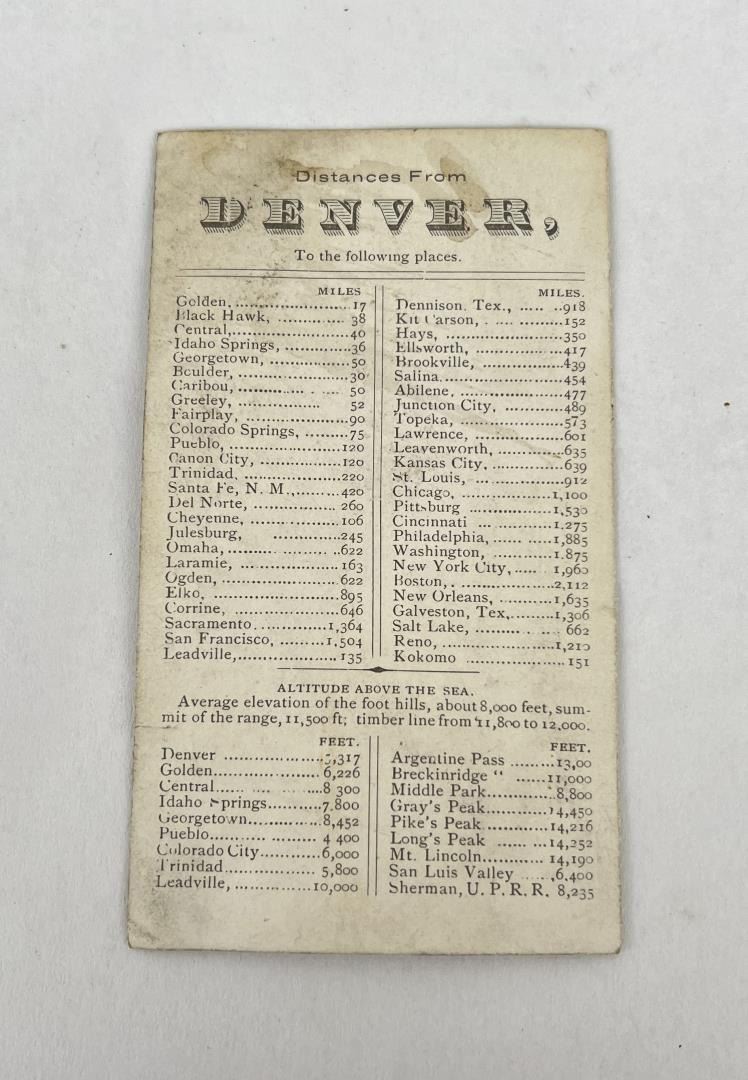 Distances From
DENVER,
To the following places.
MILES
Golden, 17
Black Hawk, 38
Central, 40
Idaho Springs, 36
Georgetown, 50
Boulder, 30
Caribou, 50
Greeley, 52
Fairplay, 90
Colorado Springs, 75
Pueblo, 120
Canon City, 120
Trinidad, 220
Santa Fe, N. M., 420
Del Norte, 260
Cheyenne, 106
Julesburg, 245
Omaha, 622
Laramie, 163
Ogden, 622
Elko, 895
Corrine, 646
Sacramento. 1,364
San Francisco, 1,504
Leadville, 135
MILES.
Dennison, Tex., 918
Kit Carson, 152
Hays, 350
Ellsworth, 417
Brookville, 439
Salina. 454
Abilene, 477
Junction City, 489
Topeka, 573
Lawrence, 601
Leavenworth, 635
Kansas City, 639
St. Louis, 912
Chicago, 1,100
Pittsburg 1,530
Cincinnati 1.275
Philadelphia, 1,885
Washington, 1.875
New York City, 1,960
Boston, 2,112
New Orleans, 1,635
Galveston, Tex. 1,306
Salt Lake, 662
Reno, 1,210
Kokomo 151
ALTITUDE ABOVE THE SEA.
Average elevation of the foot hills, about 8,000 feet, sum-
mit of the range, 11,500 ft; timber line from 11,800 to 12,000.
FEET.
Denver 5,317
Golden 6,226
Central 8 300
Idaho Springs 7.800
Georgetown 8,452
Pueblo 4 400
Colorado City 6,000
Trinidad 5,800
Leadville, 10,000
FEET.
Argentine Pass 13,00
Breckinridge " 11,000
Middle Park 8,800
Gray's Peak 14,450
Pike's Peak 14,216
Long's Peak 14,252
Mt. Lincoln 14,190
San Luis Valley ,6,400
Sherman, U. P. R. R. 8,235